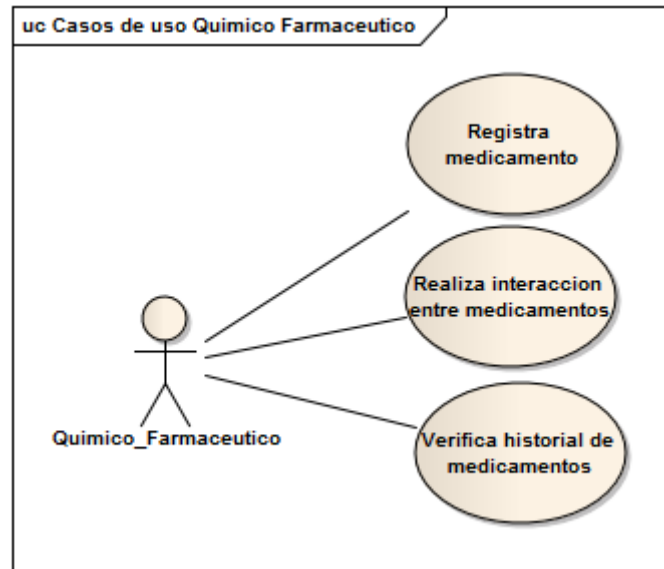 uc Casos de uso Quimico Farmaceutico
Registra
medicamento
Realiza interaccion
entre medicamentos
Quimico_Farmaceutico
Verifica historial de
medicamentos